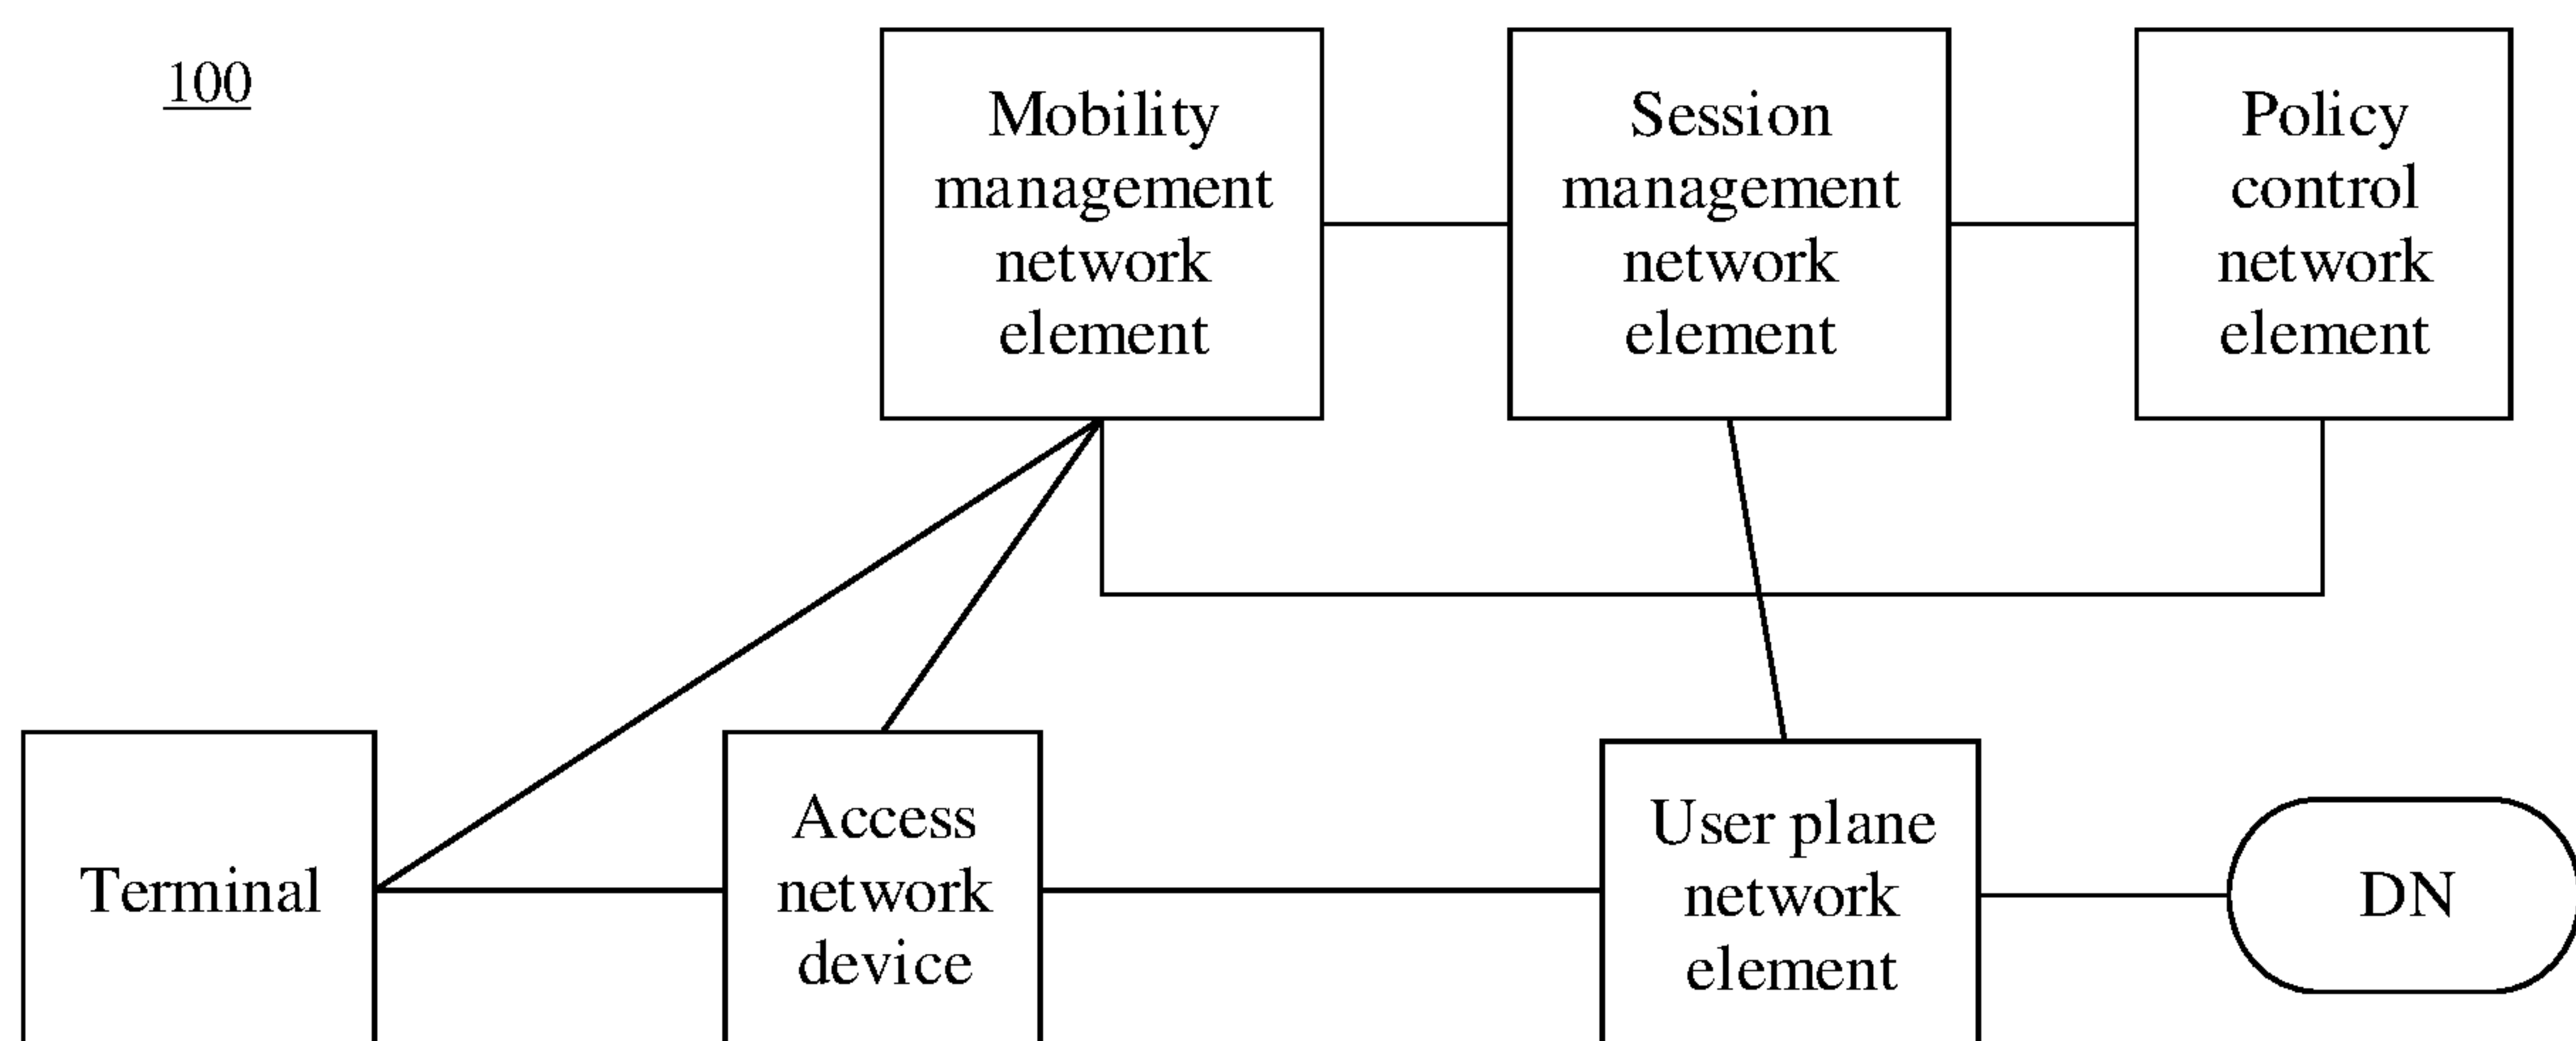 100
Mobility
management
network
element
Session
management
network
element
Policy
control
network
element
Terminal
Access
network
device
User plane
network
element
DN